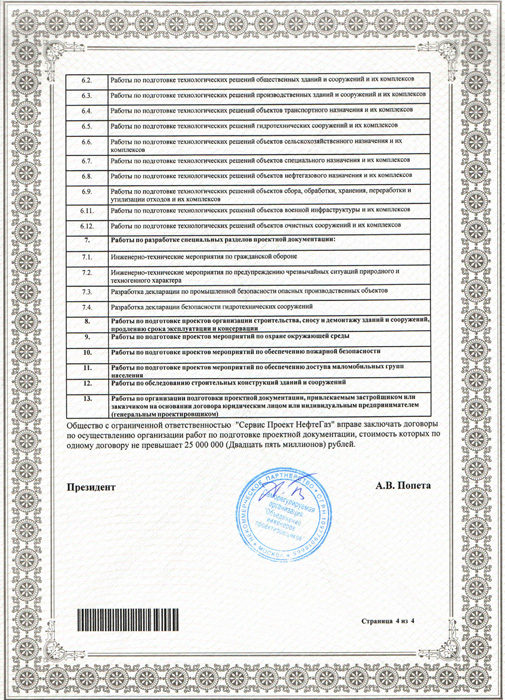 6.2. Работы по подготовке технологических решений общественных зданий и сооружений и их комплексов
6.3. Работы по подготовке технологических решений производственных зданий и сооружений и их комплексов
6.4. Работы по подготовке технологических решений объектов транспортного назначения и их комплексов
6.5. Работы по подготовке технологических решений гидротехнических сооружений и их комплексов
6.6. Работы по подготовке технологических решений объектов сельскохозяйственного назначения и их
комплексов
6.7. Работы по подготовке технологических решений объектов специального назначения и их комплексов
6.8. Работы по подготовке технологических решений объектов нефтегазового назначения и их комплексов
6.9. Работы по подготовке технологических решений объектов сбора, обработки, хранения, переработки и
утилизации отходов и их комплексов
6.11. Работы по подготовке технологических решений объектов военной инфраструктуры и их комплексов
6.12. Работы по подготовке технологических решений объектов очистных сооружений и их комплексов
7. Работы по разработке специальных разделов проектной документации:
7.1. Инженерно-технические мероприятия по гражданской обороне
7.2. Инженерно-технические мероприятия по предупреждению чрезвычайных ситуаций природного и
техногенного характера
7.3. Разработка декларации по промышленной безопасности опасных производственных объектов
7.4. Разработка декларации безопасности гидротехнических сооружений
8. Работы по подготовке проектов организации строительства, сносу и демонтажу зданий и сооружений,
продлению срока эксплуатации и консервации
9. Работы по подготовке проектов мероприятий по охране окружающей среды
10. Работы по подготовке проектов мероприятий по обеспечению пожарной безопасности
11. Работы по подготовке проектов мероприятий по обеспечению доступа маломобильных групп
населения
12. Работы по обследованию строительных конструкций зданий и сооружений
13. Работы по организации подготовки проектной документации, привлекаемым застройщиком или
заказчиком на основании договора юридическим лицом или индивидуальным предпринимателем
(генеральным проектировщиком)
Общество с ограниченной ответственностью "Сервис Проект НефтеГаз" вправе заключать договоры
по осуществлению организации работ по подготовке проектной документации, стоимость которых по
одному договору не превышает 25 000 000 (Двадцать пять миллионов) рублей.
Президент
А.В. Попета
НЕКОММЕРЧЕСКОЕ ПАРТНЕРСТВО
МОСКВА
Саморегулируемая
организация
Объединение
инженеров
проектировщиков
Страница 4 из 4